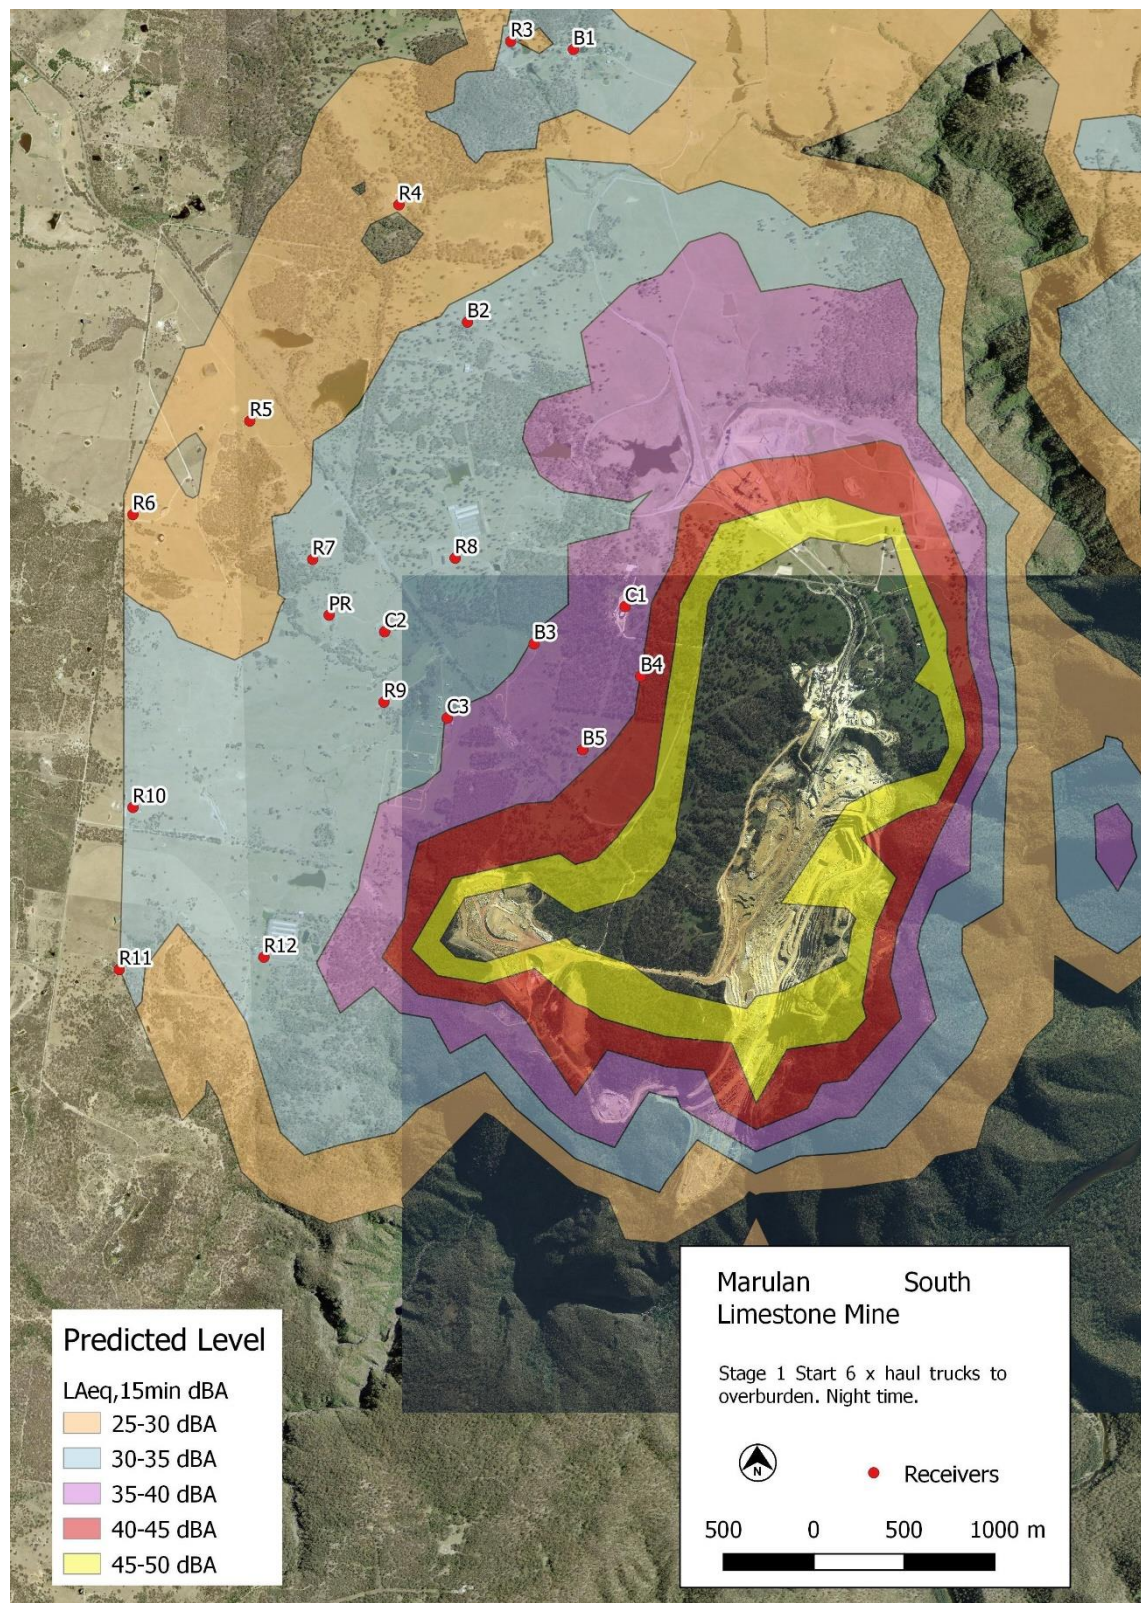 R3
B1
R4
B2
R5
R6
R7
R8
PR
C1
C2
B3
B4
R9
C3
B5
R10
R12
R11
Predicted Level
LAeq,15min dBA
25-30 dBA
30-35 dBA
35-40 dBA
40-45 dBA
45-50 dBA
Marulan South
Limestone Mine
Stage 1 Start 6 x haul trucks to
overburden. Night time.
N
Receivers
500 0 500 1000 m